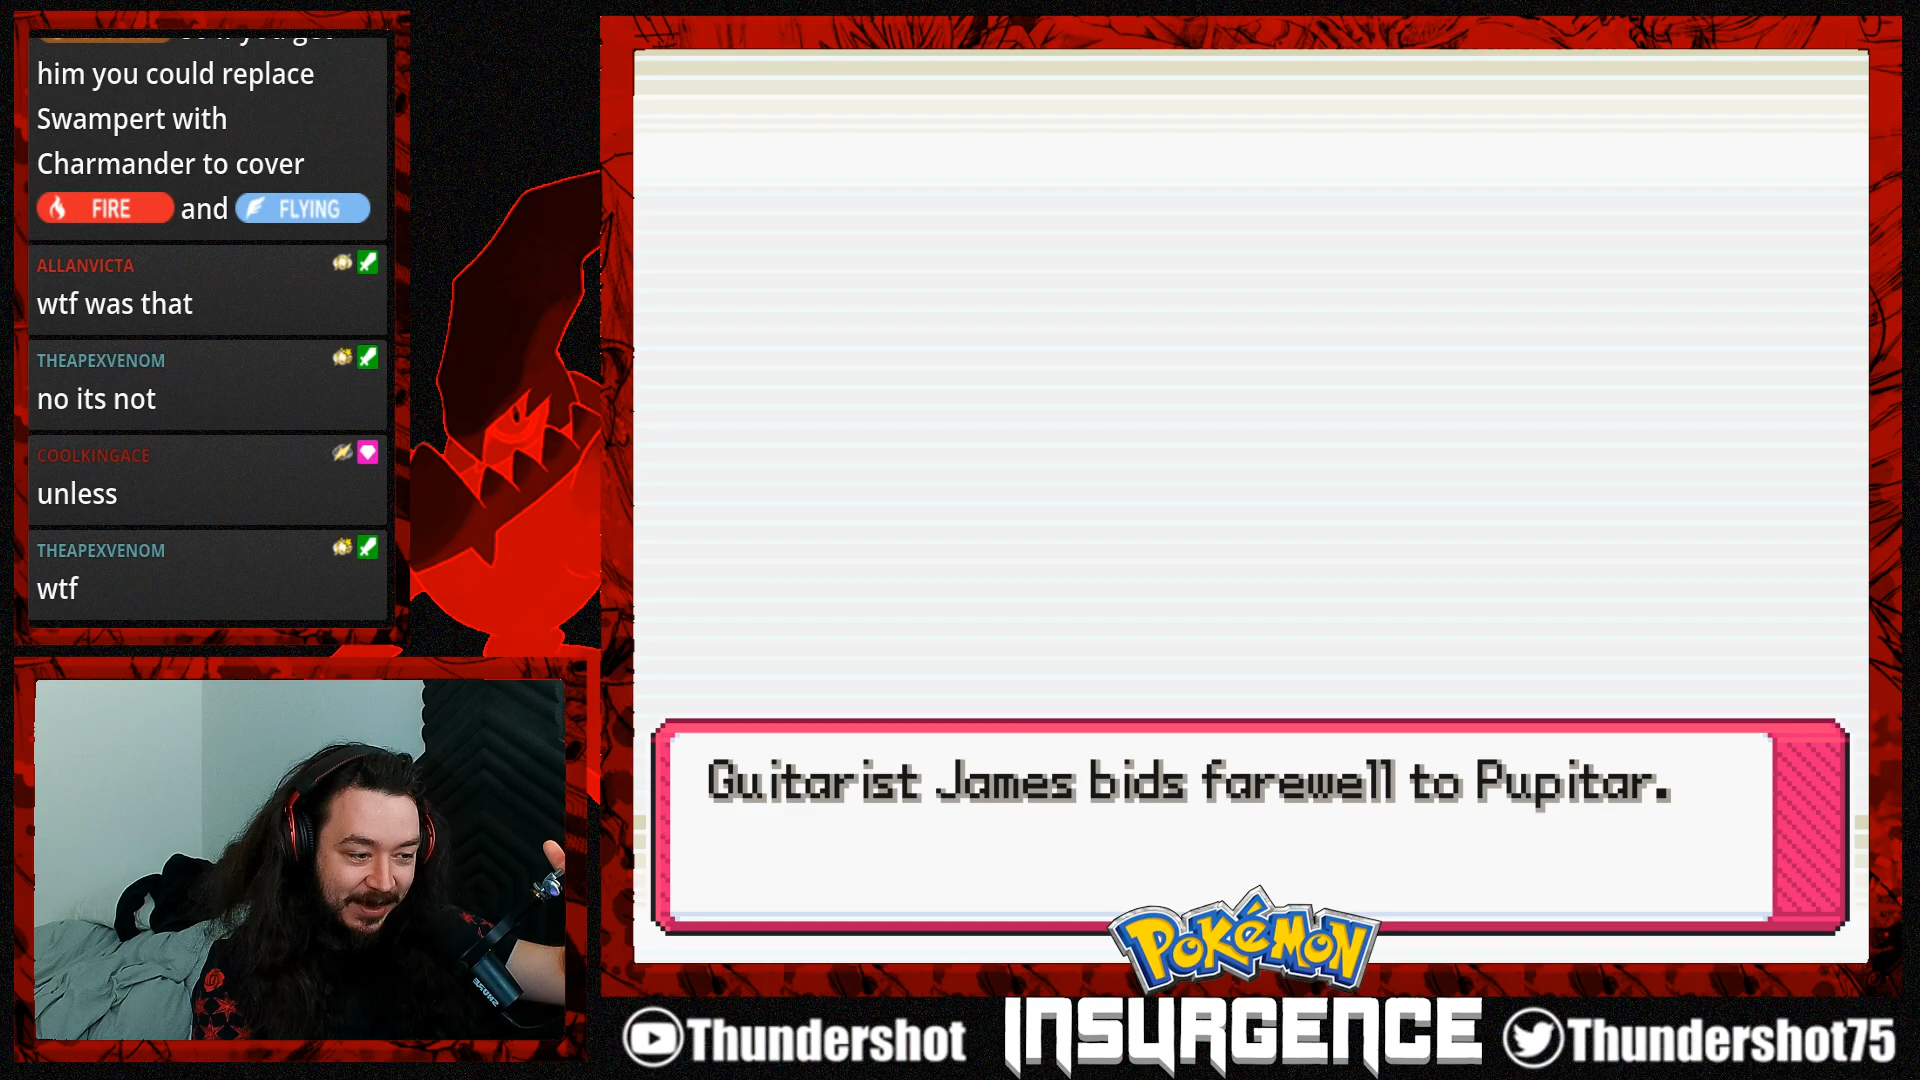 him you could replace
Swampert with
Charmander to cover
FIRE and FLYING
ALLANVICTA
wtf was that
THEAPEXVENOM
no its not
COOLKINGACE
unless
THEAPEXVENOM
wtf
Guitarist James bids farewell to Pupitar.
POKéMON
INSURGENCE
Thundershot
Thundershot75